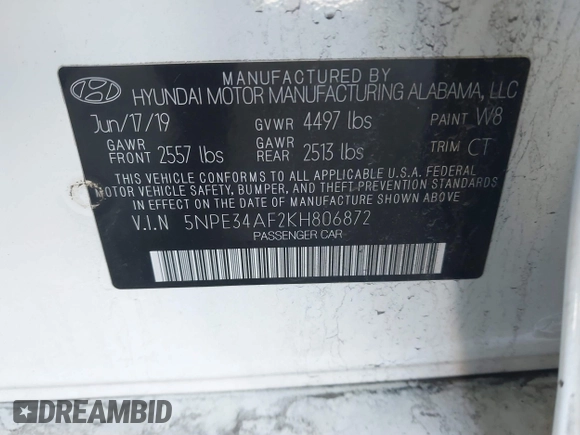 MANUFACTURED BY
HYUNDAI MOTOR MANUFACTURING ALABAMA, LLC
Jun/17/19 GVWR 4497 lbs PAINT W8
GAWR FRONT 2557 lbs GAWR REAR 2513 lbs TRIM CT
THIS VEHICLE CONFORMS TO ALL APPLICABLE U.S.A. FEDERAL
MOTOR VEHICLE SAFETY, BUMPER, AND THEFT PREVENTION STANDARDS
IN EFFECT ON THE DATE OF MANUFACTURE SHOWN ABOVE
V.I.N 5NPE34AF2KH806872
PASSENGER CAR
DREAMBID